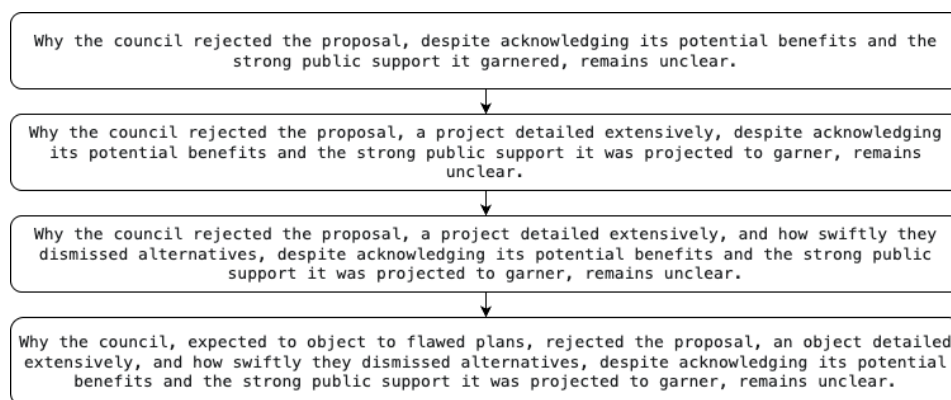 Why the council rejected the proposal, despite acknowledging its potential benefits and the
strong public support it garnered, remains unclear.
Why the council rejected the proposal, a project detailed extensively, despite acknowledging
its potential benefits and the strong public support it was projected to garner, remains
unclear.
Why the council rejected the proposal, a project detailed extensively, and how swiftly they
dismissed alternatives, despite acknowledging its potential benefits and the strong public
support it was projected to garner, remains unclear.
Why the council, expected to object to flawed plans, rejected the proposal, an object detailed
extensively, and how swiftly they dismissed alternatives, despite acknowledging its potential
benefits and the strong public support it was projected to garner, remains unclear.